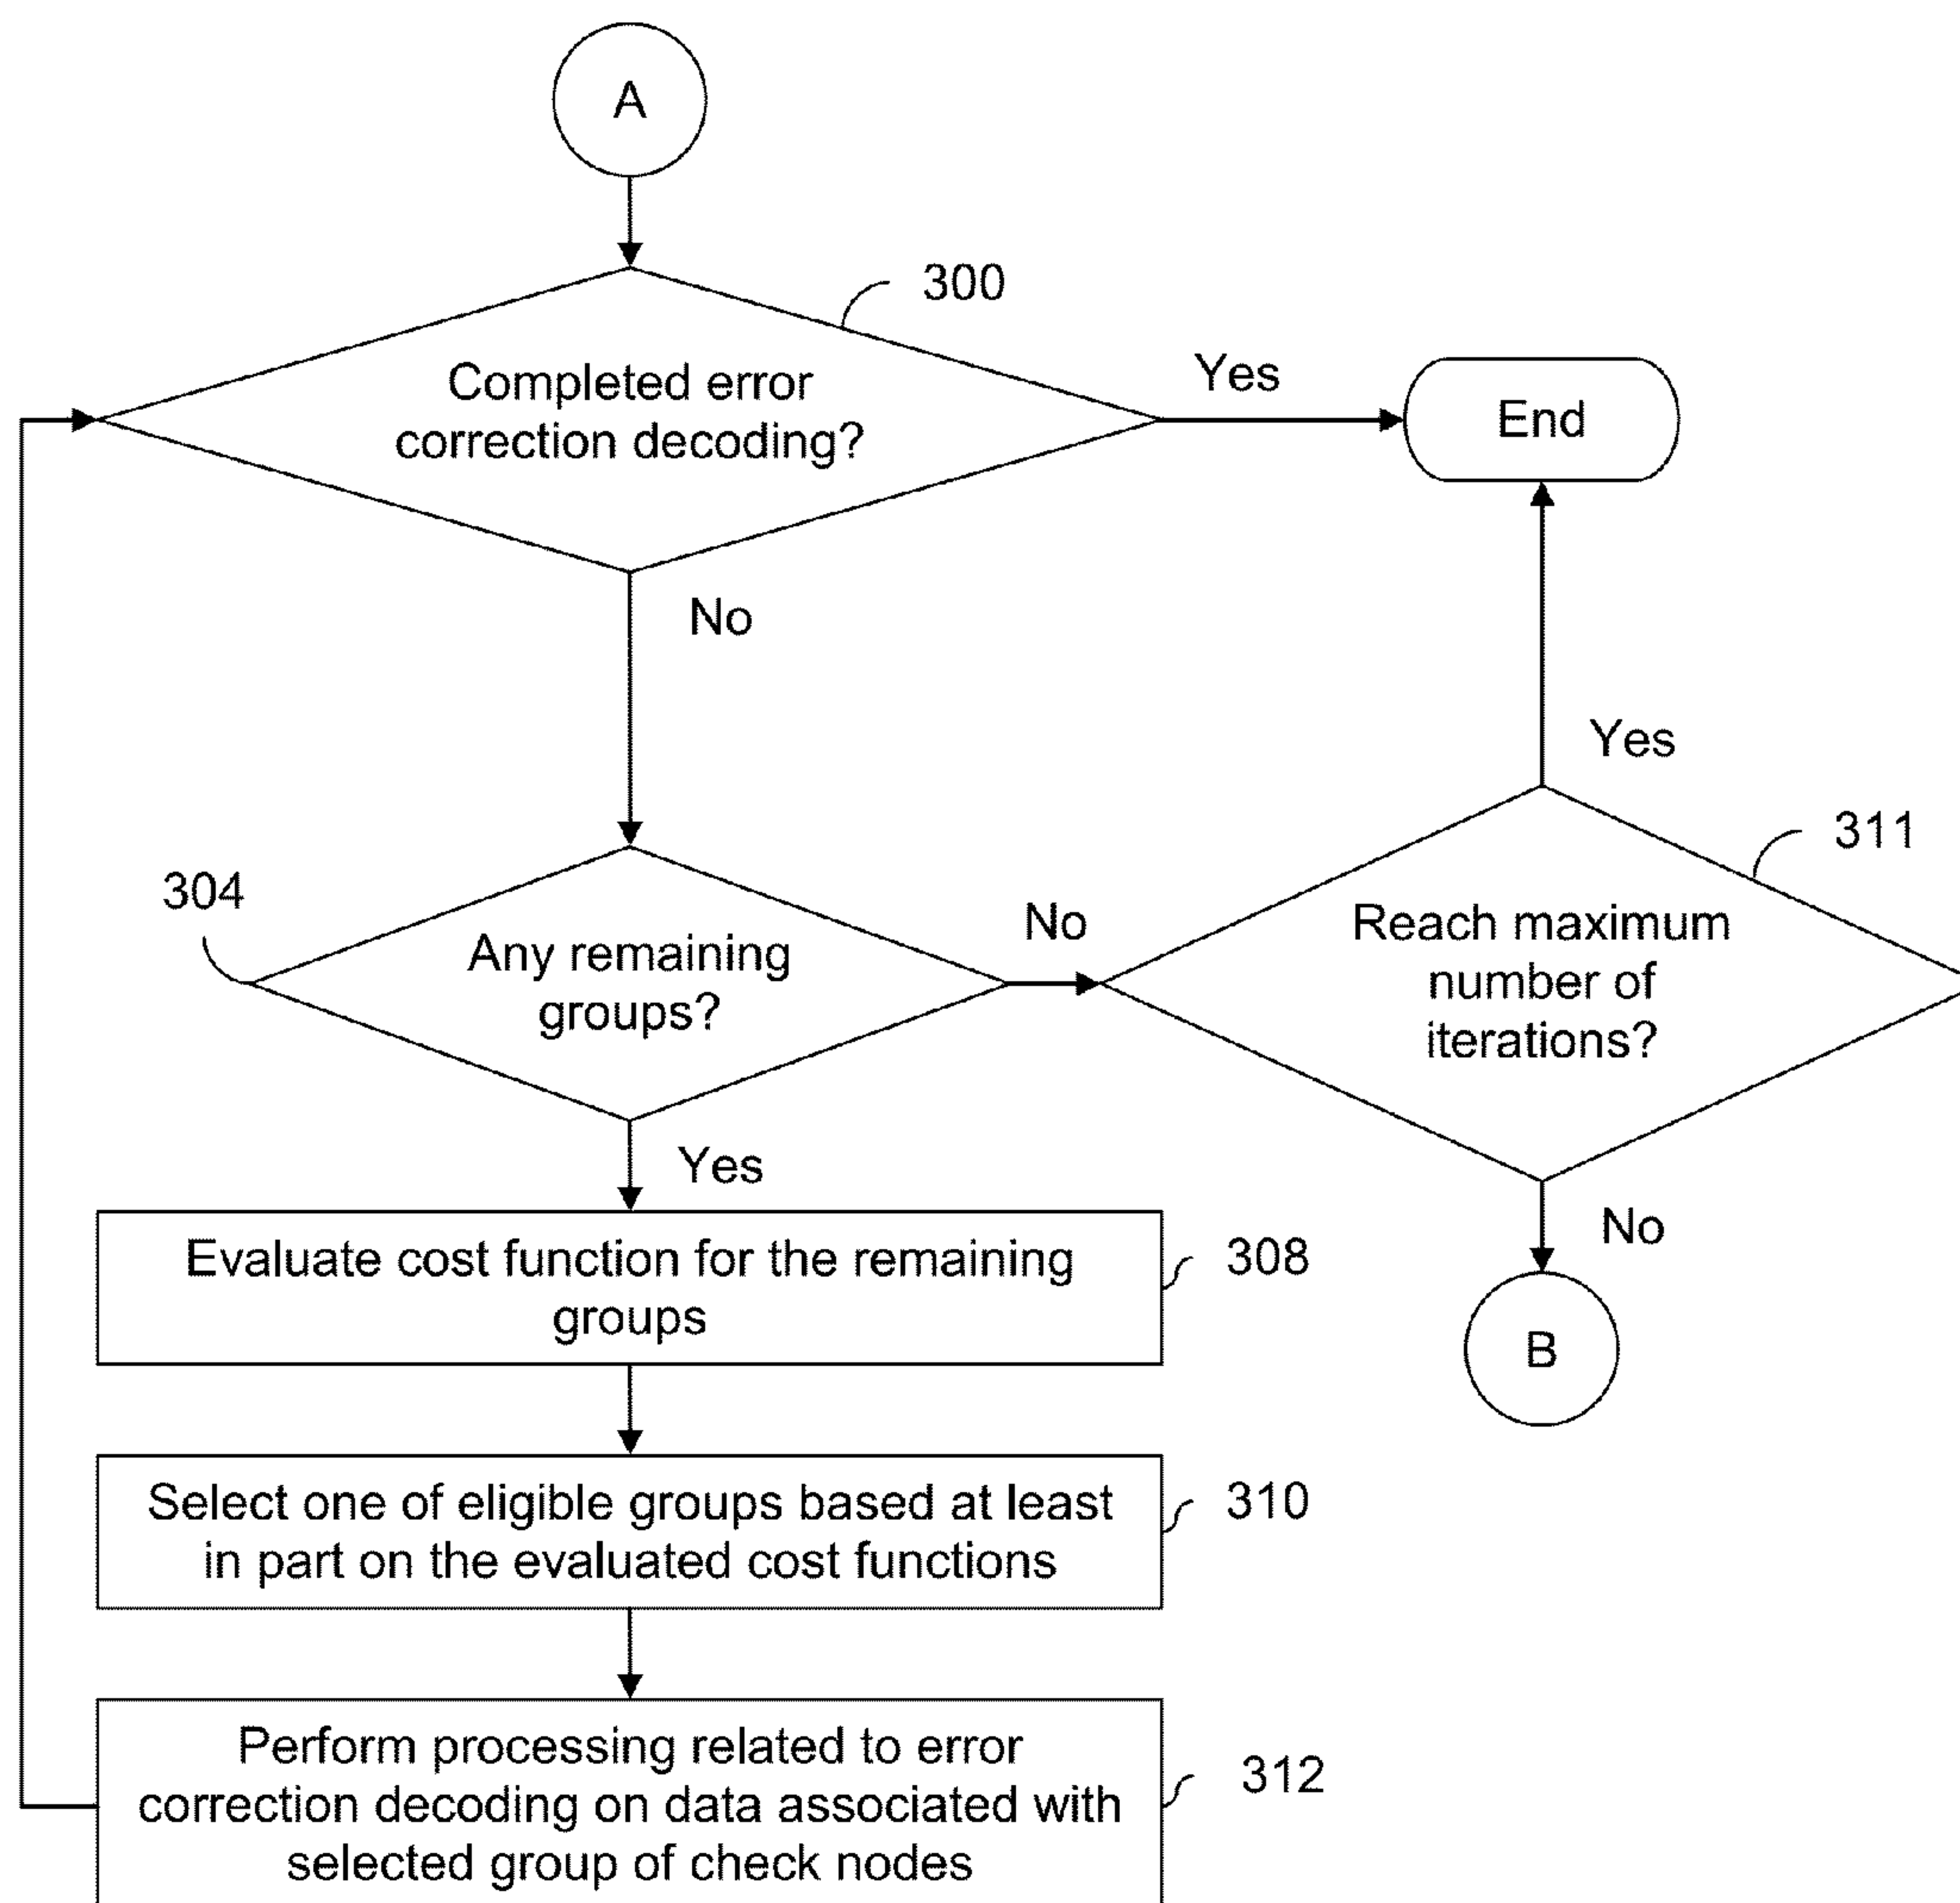 A
300
Completed error
correction decoding?
Yes
End
No
304
Any remaining
groups?
No
Yes
311
Reach maximum
number of
iterations?
Yes
No
B
Evaluate cost function for the remaining
groups
308
Select one of eligible groups based at least
in part on the evaluated cost functions
310
Perform processing related to error
correction decoding on data associated with
selected group of check nodes
312